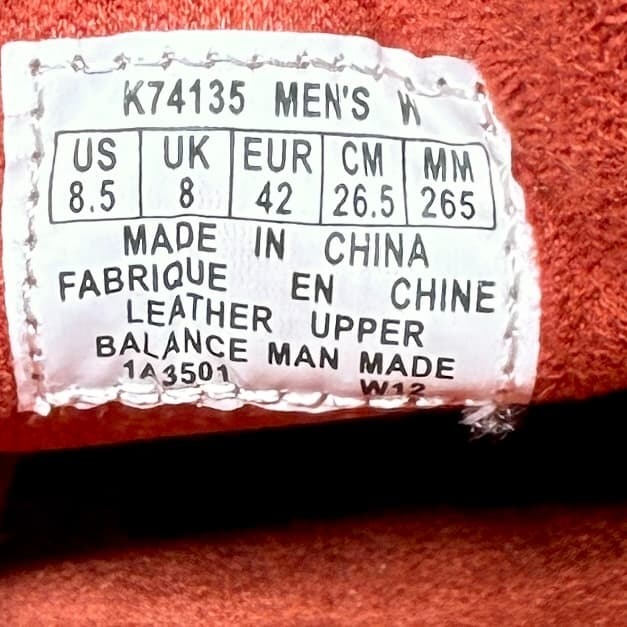 K74135 MEN'S W
US UK EUR CM MM
8.5 8 42 26.5 265
MADE IN CHINA
FABRIQUE EN CHINE
LEATHER UPPER
BALANCE MAN MADE
1A3501 W12